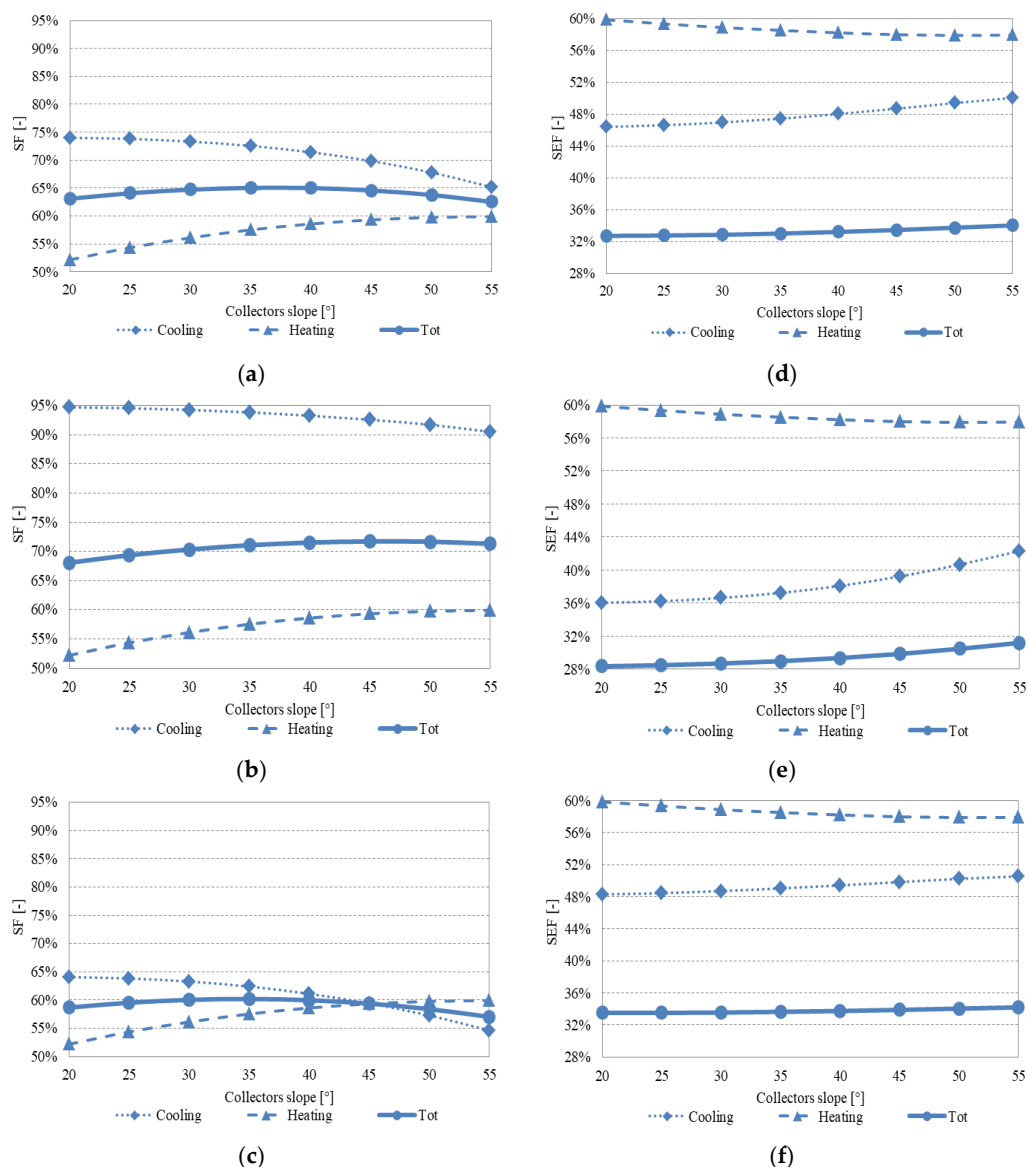 95%
90%
85%
80%
75%
70%
65%
60%
55%
50%
SF [-]
20 25 30 35 40 45 50 55
Collectors slope [°]
Cooling Heating Tot
(a)
60%
56%
52%
48%
44%
40%
36%
32%
28%
SEF [-]
20 25 30 35 40 45 50 55
Collectors slope [°]
Cooling Heating Tot
(d)
95%
90%
85%
80%
75%
70%
65%
60%
55%
50%
SF [-]
20 25 30 35 40 45 50 55
Collectors slope [°]
Cooling Heating Tot
(b)
60%
56%
52%
48%
44%
40%
36%
32%
28%
SEF [-]
20 25 30 35 40 45 50 55
Collectors slope [°]
Cooling Heating Tot
(e)
95%
90%
85%
80%
75%
70%
65%
60%
55%
50%
SF [-]
20 25 30 35 40 45 50 55
Collectors slope [°]
Cooling Heating Tot
(c)
60%
56%
52%
48%
44%
40%
36%
32%
28%
SEF [-]
20 25 30 35 40 45 50 55
Collectors slope [°]
Cooling Heating Tot
(f)